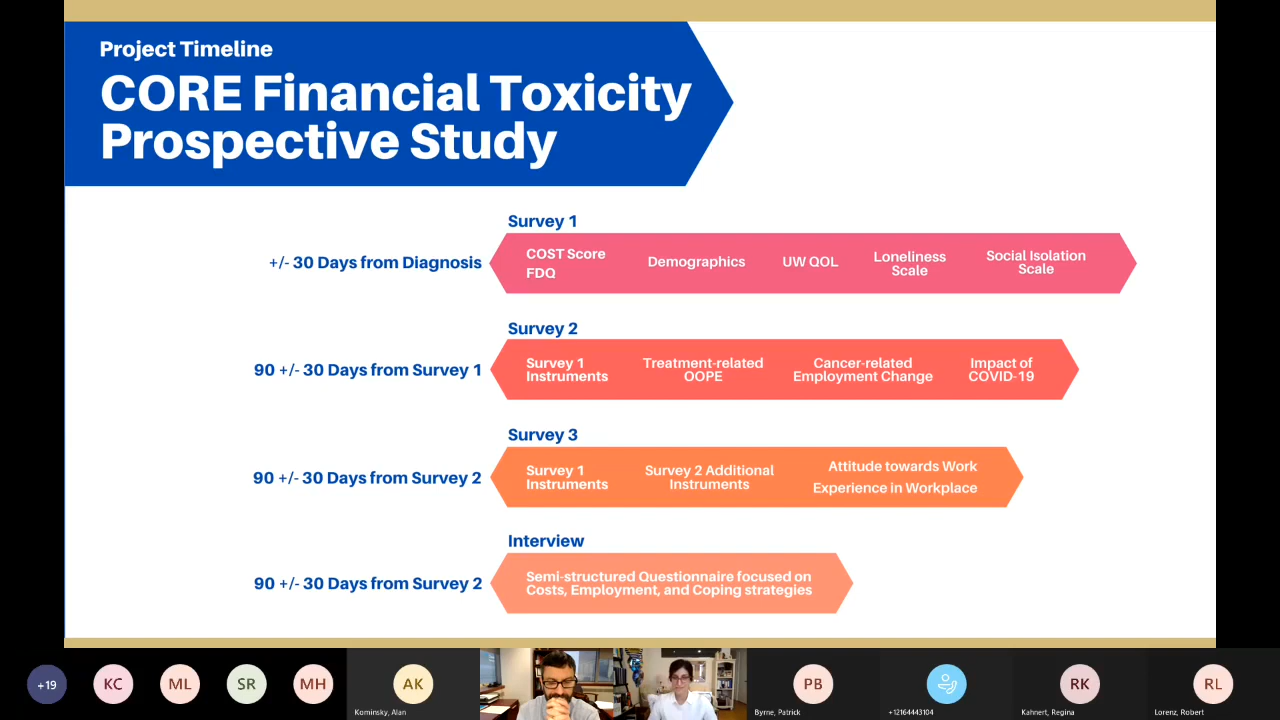 Project Timeline
CORE Financial Toxicity
Prospective Study
Survey 1
+/- 30 Days from Diagnosis
COST Score
FDQ
Demographics
UW QOL
Loneliness
Scale
Social Isolation
Scale
Survey 2
90 +/- 30 Days from Survey 1
Survey 1
Instruments
Treatment-related
OOPE
Cancer-related
Employment Change
Impact of
COVID-19
Survey 3
90 +/- 30 Days from Survey 2
Survey 1
Instruments
Survey 2 Additional
Instruments
Attitude towards Work
Experience in Workplace
Interview
90 +/- 30 Days from Survey 2
Semi-structured Questionnaire focused on
Costs, Employment, and Coping strategies
+19
KC
ML
SR
MH
AK
Kominsky, Alan
PB
Byrne, Patrick
+12164443104
RK
Kahnert, Regina
RL
Lorenz, Robert